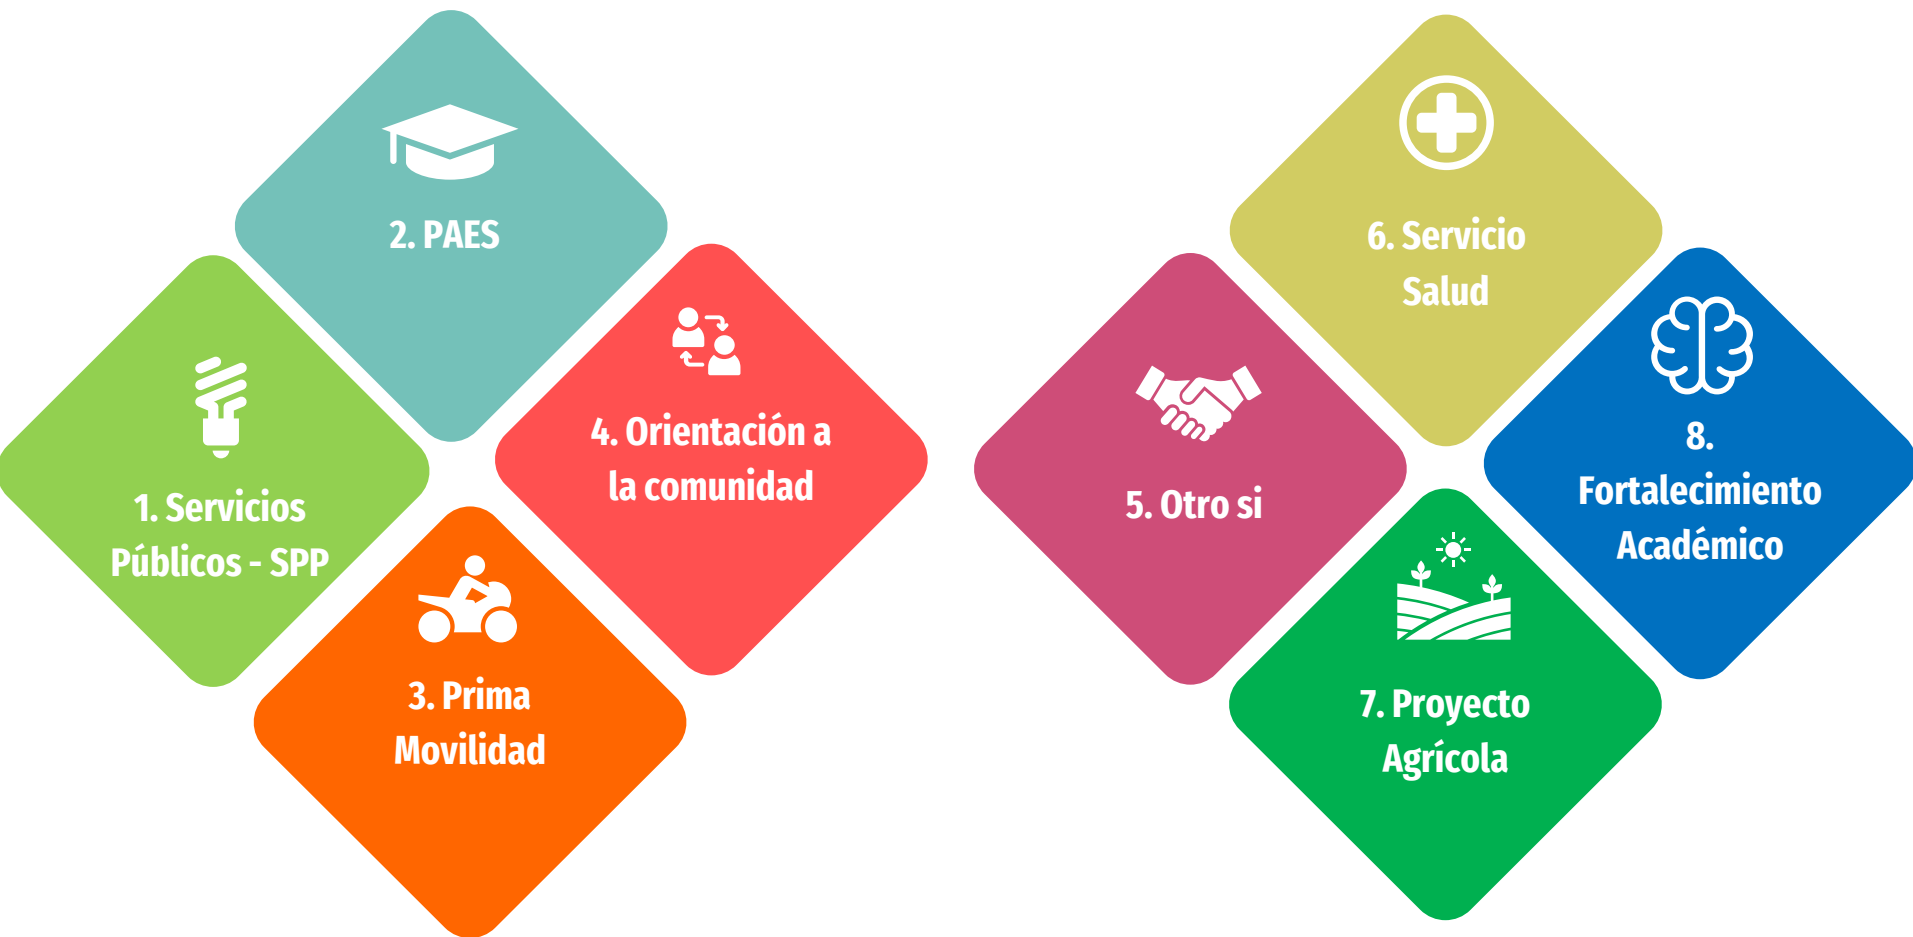 1. Servicios
Públicos - SPP
2. PAES
3. Prima
Movilidad
4. Orientación a
la comunidad
5. Otro si
6. Servicio
Salud
7. Proyecto
Agrícola
8.
Fortalecimiento
Académico